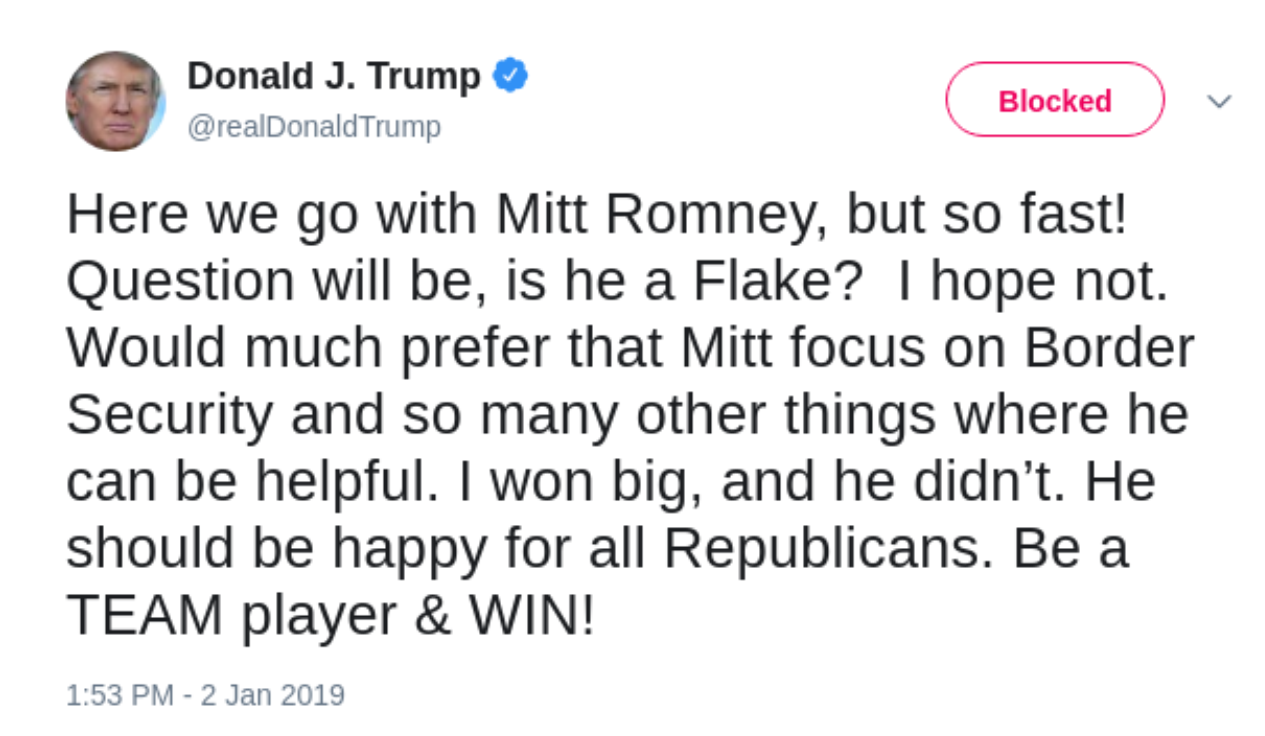 Donald J. Trump
@realDonaldTrump
Blocked
Here we go with Mitt Romney, but so fast!
Question will be, is he a Flake?  I hope not.
Would much prefer that Mitt focus on Border
Security and so many other things where he
can be helpful. I won big, and he didn’t. He
should be happy for all Republicans. Be a
TEAM player & WIN!
1:53 PM - 2 Jan 2019